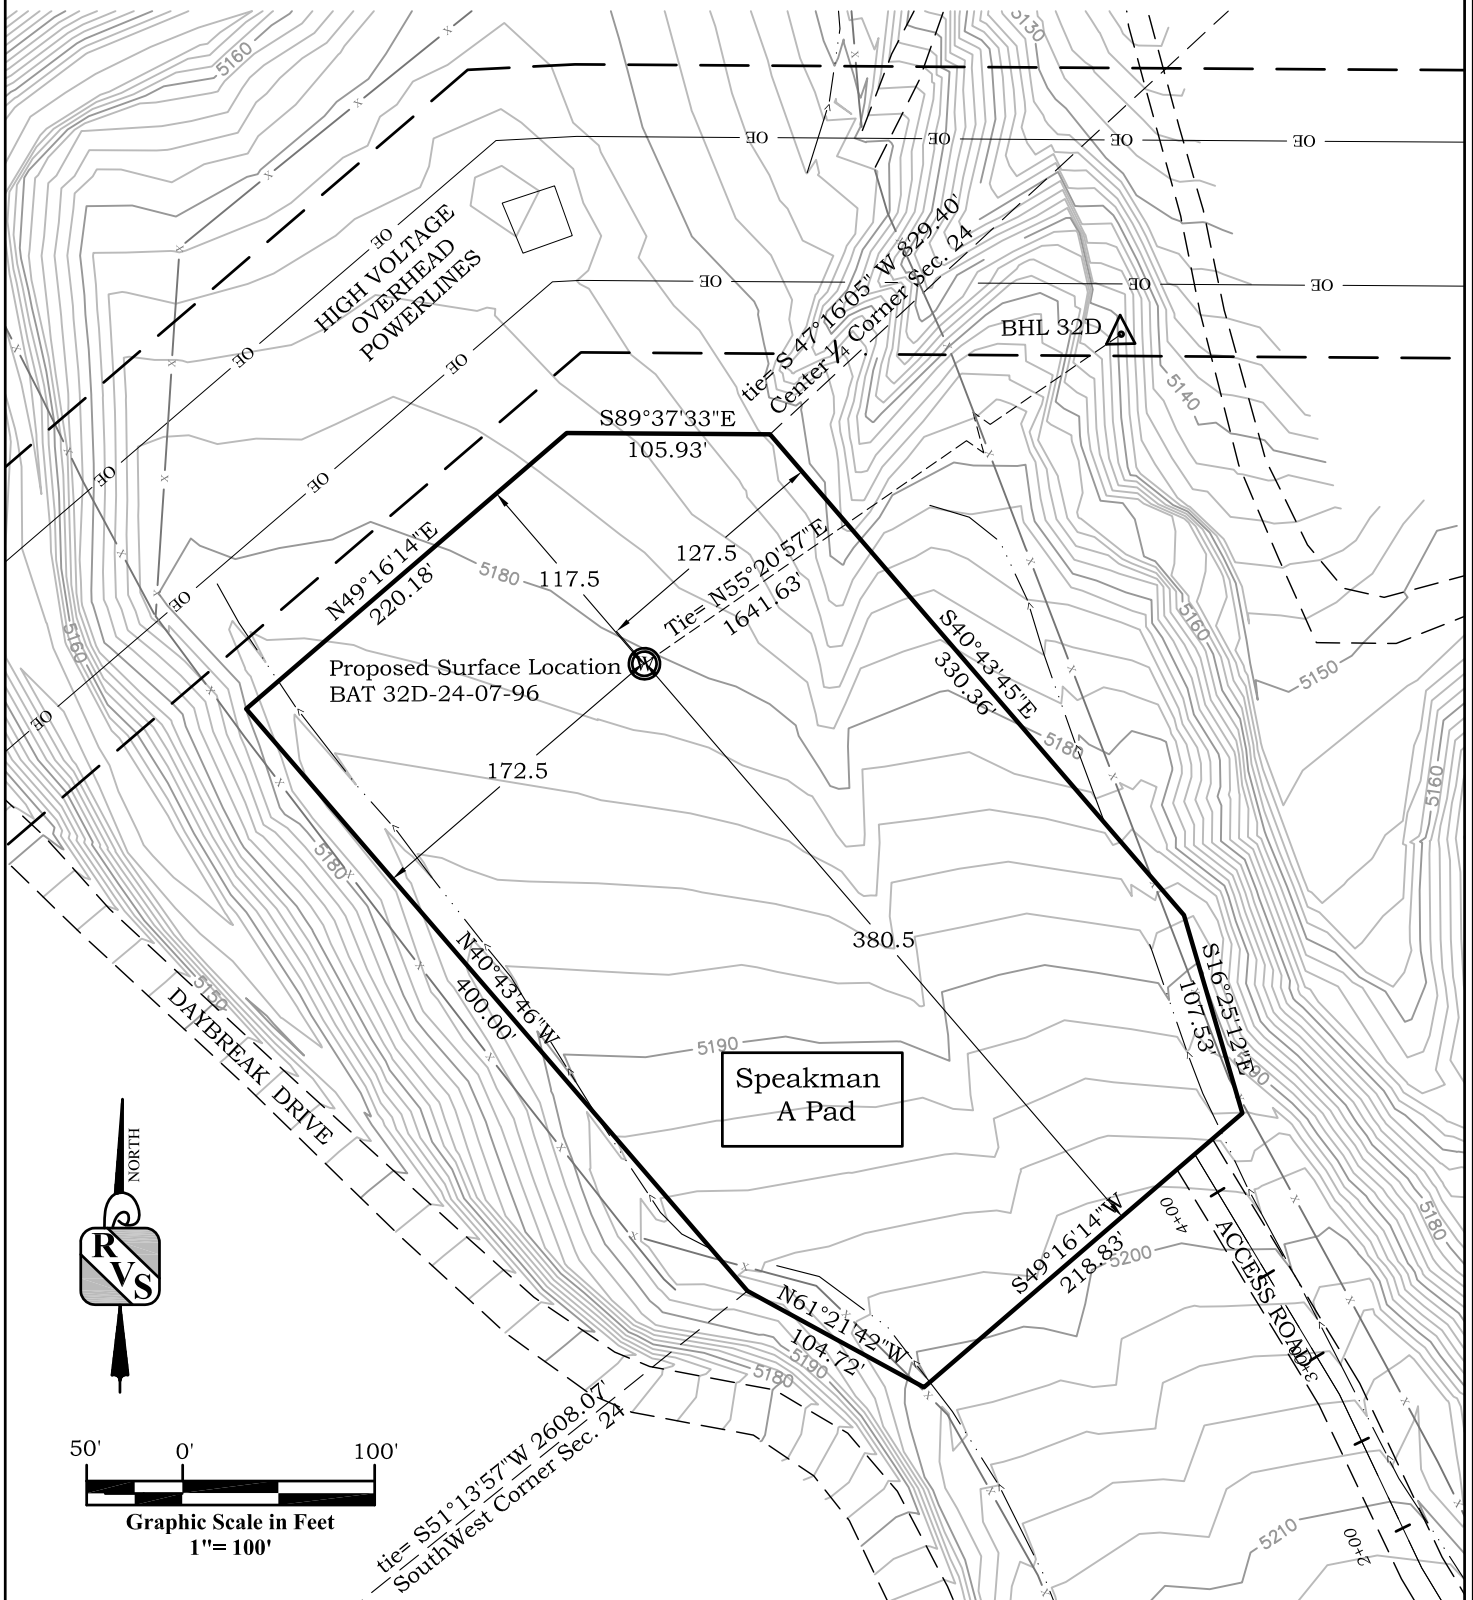 5160
5130
OE
OE
OE
OE
HIGH VOLTAGE
OVERHEAD
POWERLINES
OE
OE
OE
OE
OE
OE
OE
OE
OE
OE
OE
tie= S 47°16'05" W 829.40'
Center ¼ Corner Sec. 24
BHL 32D
5140
S89°37'33"E
105.93'
N49°16'14"E
220.18'
5180
117.5
127.5
Tie= N55°20'57"E
1641.63'
5160
5160
5150
S40°43'45"E
330.36'
Proposed Surface Location
BAT 32D-24-07-96
W
5180
172.5
5160
5180
380.5
N40°43'46"W
400.00'
S16°25'12"E
107.53'
5150
DAYBREAK DRIVE
5190
5190
Speakman
A Pad
NORTH
R
V
S
S49°16'14"W
218.83'
5200
4+00
ACCESS ROAD
3+00
5180
N61°21'42"W
104.72'
5190
5180
tie= S51°13'57"W 2608.07'
SouthWest Corner Sec. 24
50'
0'
100'
Graphic Scale in Feet
1"= 100'
5210
2+00